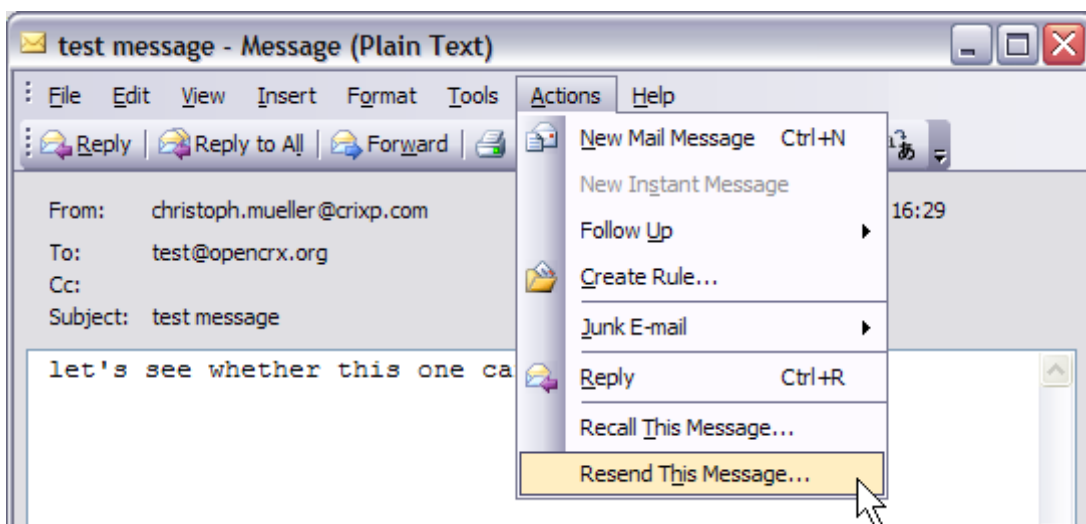 test message - Message (Plain Text)
File Edit View Insert Format Tools Actions Help
Reply Reply to All Forward
New Mail Message Ctrl+N
あ
New Instant Message
From: christoph.mueller@crixp.com
16:29
Follow Up
To: test@opencrx.org
Create Rule...
Cc:
Subject: test message
Junk E-mail
let's see whether this one ca
Reply Ctrl+R
Recall This Message...
Resend This Message...